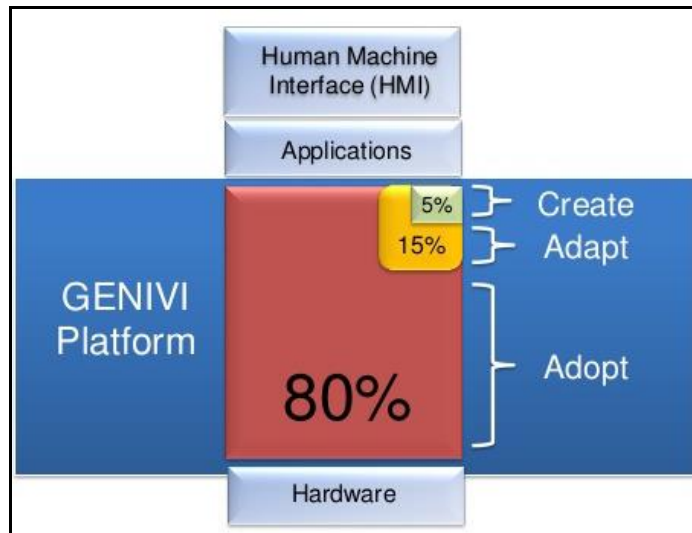 Human Machine
Interface (HMI)
Applications
5%
Create
15%
Adapt
GENIVI
Platform
80%
Adopt
Hardware